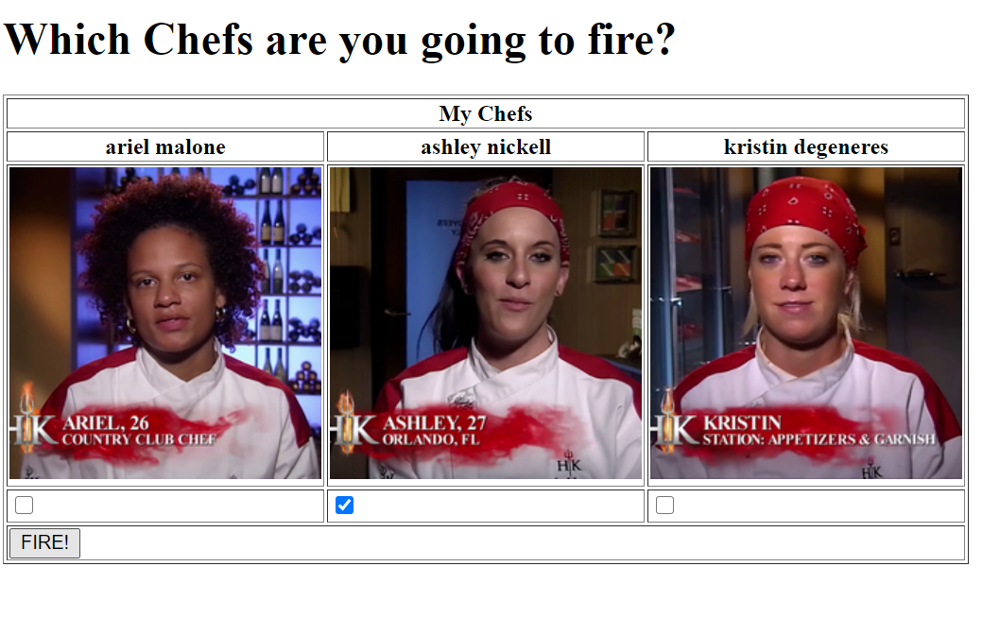 Which Chefs are you going to fire?
My Chefs
ariel malone
ashley nickell
kristin degeneres
HK
ARIEL, 26
COUNTRY CLUB CHEF
HK
ASHLEY, 27
ORLANDO, FL
HK
HK
KRISTIN
STATION: APPETIZERS & GARNISH
HK
FIRE!